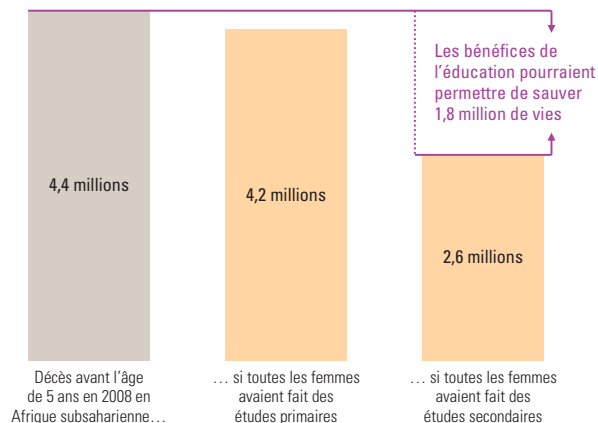 Les bénéfices de
l'éducation pourraient
permettre de sauver
1,8 million de vies
4,4 millions
4,2 millions
2,6 millions
Décès avant l'âge
de 5 ans en 2008 en
Afrique subsaharienne…
… si toutes les femmes
avaient fait des
études primaires
… si toutes les femmes
avaient fait des
études secondaires